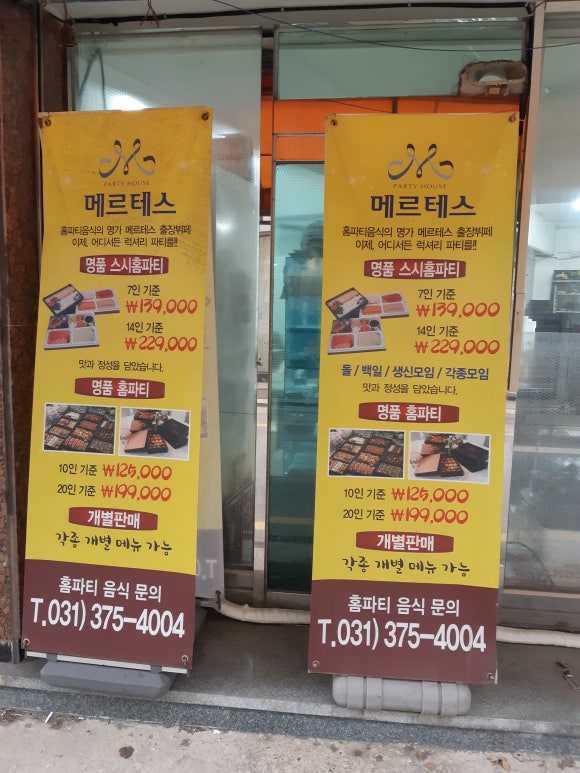 PARTY HOUSE
메르테스
홈파티음식의 명가 메르테스 출장뷔페
이제, 어디서든 럭셔리 파티를!!
명품 스시홈파티
7인 기준
₩139,000
14인 기준
₩229,000
맛과 정성을 담았습니다.
명품 홈파티
10인 기준 ₩125,000
20인 기준 ₩199,000
개별판매
각종 개별 메뉴 가능
홈파티 음식 문의
T.031) 375-4004
PARTY HOUSE
메르테스
홈파티음식의 명가 메르테스 출장뷔페
이제, 어디서든 럭셔리 파티를!!
명품 스시홈파티
7인 기준
₩139,000
14인 기준
₩229,000
돌 / 백일 / 생신모임 / 각종모임
맛과 정성을 담았습니다.
명품 홈파티
10인 기준 ₩125,000
20인 기준 ₩199,000
개별판매
각종 개별 메뉴 가능
홈파티 음식 문의
T.031) 375-4004